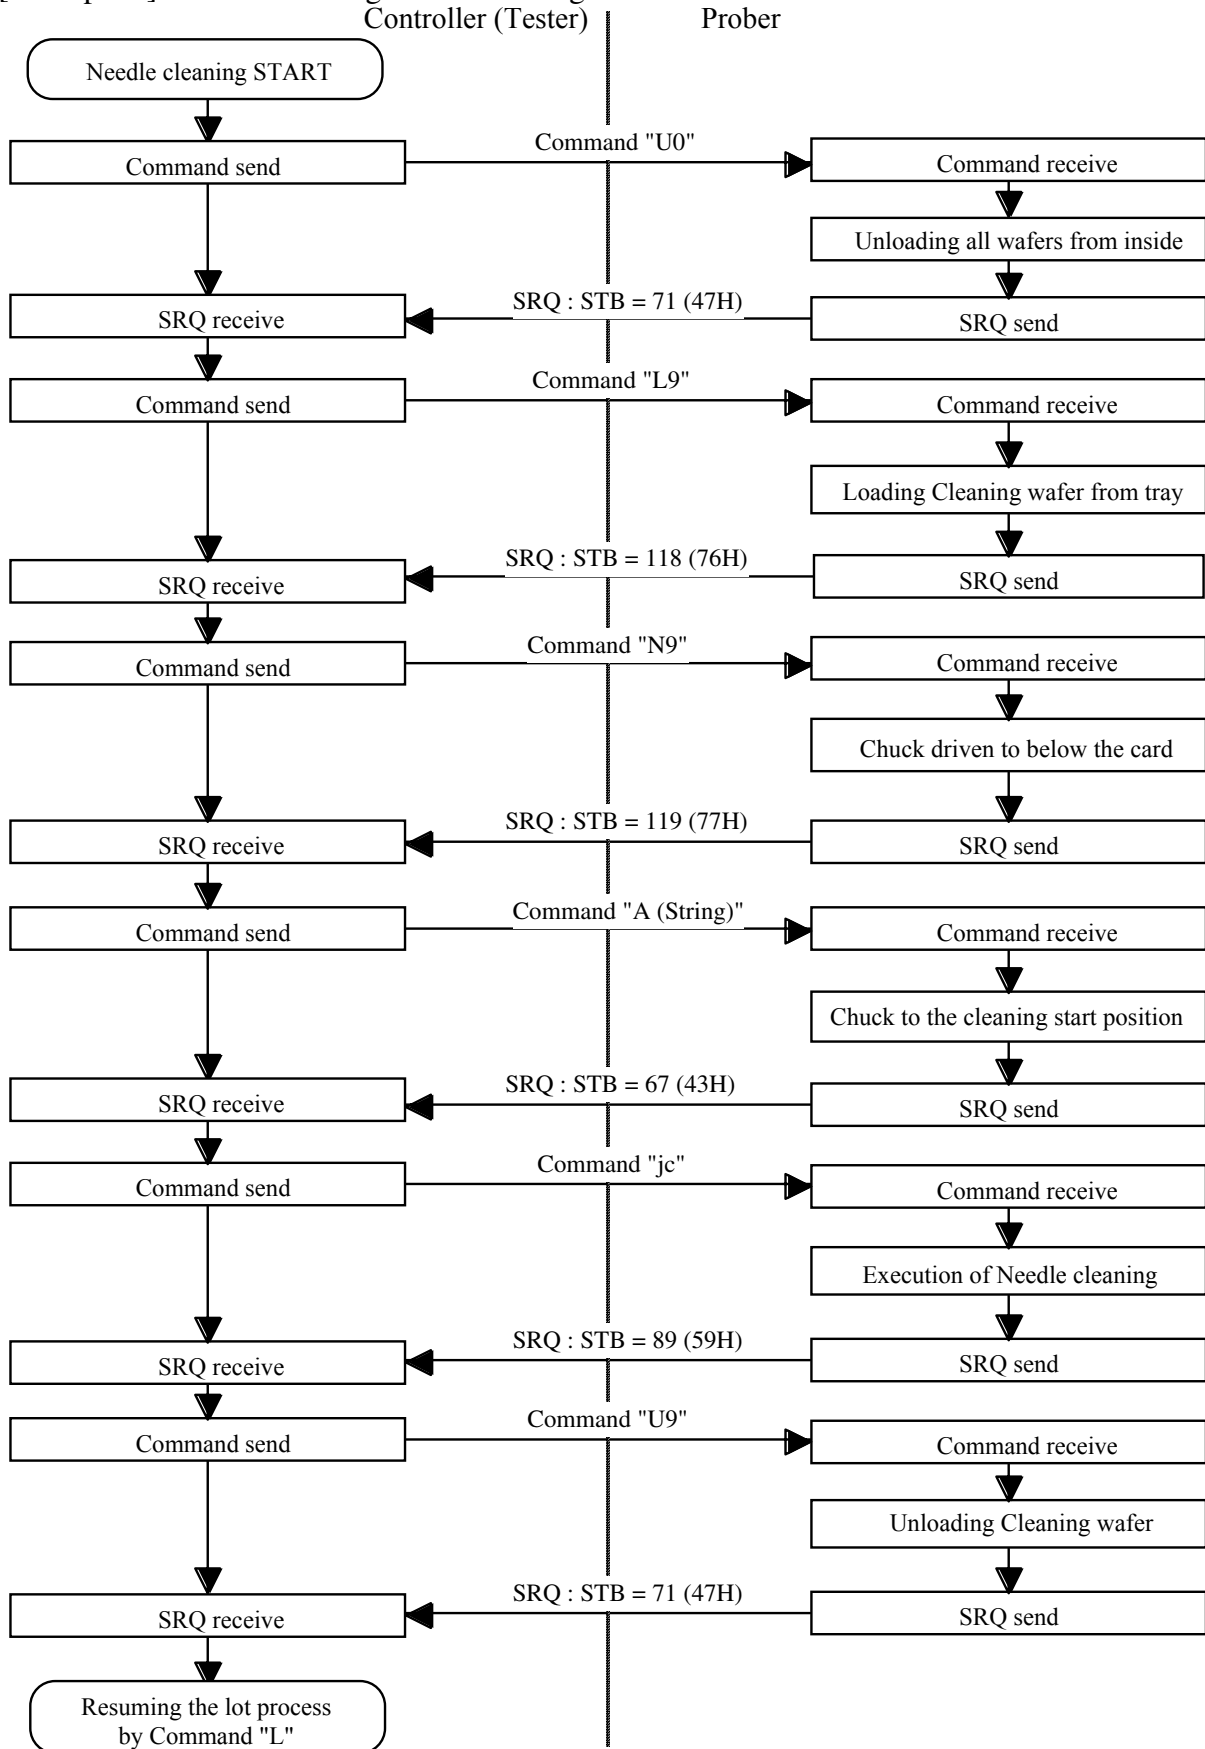 Controller (Tester) Prober
Needle cleaning START
Command "U0"
Command send
Command receive
Unloading all wafers from inside
SRQ : STB = 71 (47H)
SRQ receive
SRQ send
Command "L9"
Command send
Command receive
Loading Cleaning wafer from tray
SRQ : STB = 118 (76H)
SRQ receive
SRQ send
Command "N9"
Command send
Command receive
Chuck driven to below the card
SRQ : STB = 119 (77H)
SRQ receive
SRQ send
Command "A (String)"
Command send
Command receive
Chuck to the cleaning start position
SRQ : STB = 67 (43H)
SRQ receive
SRQ send
Command "jc"
Command send
Command receive
Execution of Needle cleaning
SRQ : STB = 89 (59H)
SRQ receive
SRQ send
Command "U9"
Command send
Command receive
Unloading Cleaning wafer
SRQ : STB = 71 (47H)
SRQ receive
SRQ send
Resuming the lot process
by Command "L"